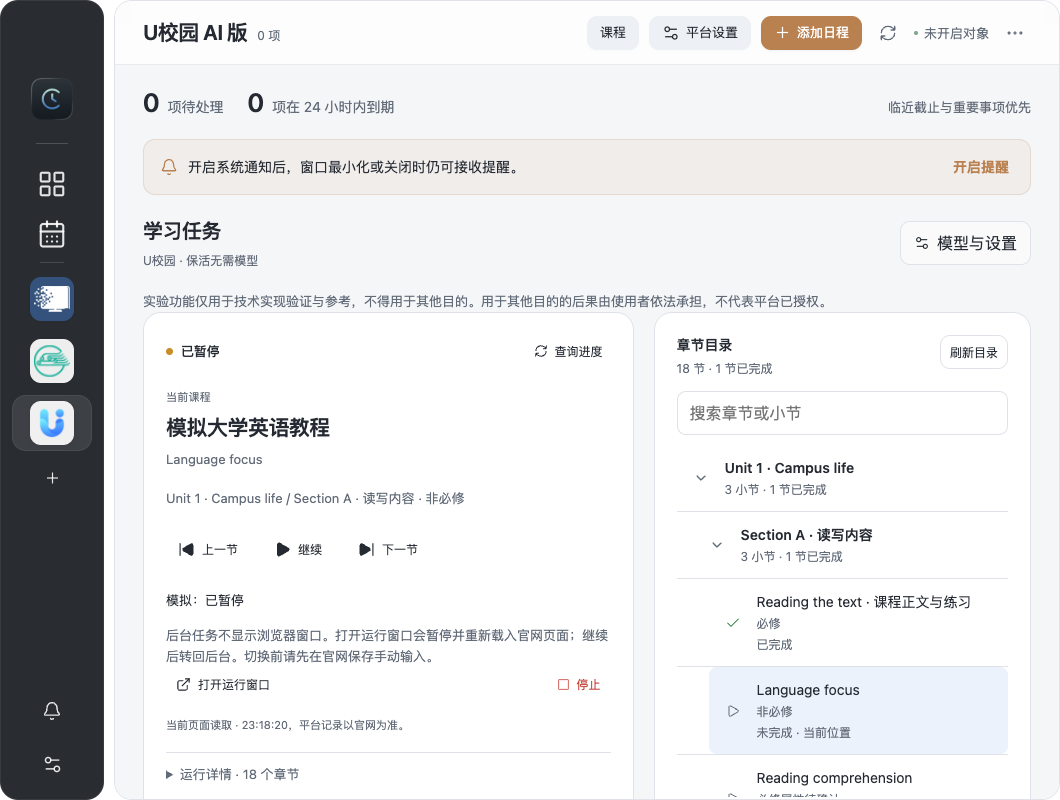 U校园 AI 版 0 项
课程
平台设置
添加日程
未开启对象
0 项待处理 0 项在 24 小时内到期
临近截止与重要事项优先
开启系统通知后，窗口最小化或关闭时仍可接收提醒。
开启提醒
学习任务
U校园 · 保活无需模型
模型与设置
实验功能仅用于技术实现验证与参考，不得用于其他目的。用于其他目的的后果由使用者依法承担，不代表平台已授权。
已暂停
查询进度
当前课程
模拟大学英语教程
Language focus
Unit 1 · Campus life / Section A · 读写内容 · 非必修
上一节
继续
下一节
模拟：已暂停
后台任务不显示浏览器窗口。打开运行窗口会暂停并重新载入官网页面；继续
后转回后台。切换前请先在官网保存手动输入。
打开运行窗口
停止
当前页面读取 · 23:18:20，平台记录以官网为准。
运行详情 · 18 个章节
章节目录
18 节 · 1 节已完成
刷新目录
搜索章节或小节
Unit 1 · Campus life
3 小节 · 1 节已完成
Section A · 读写内容
3 小节 · 1 节已完成
Reading the text · 课程正文与练习
必修
已完成
Language focus
非必修
未完成 · 当前位置
Reading comprehension